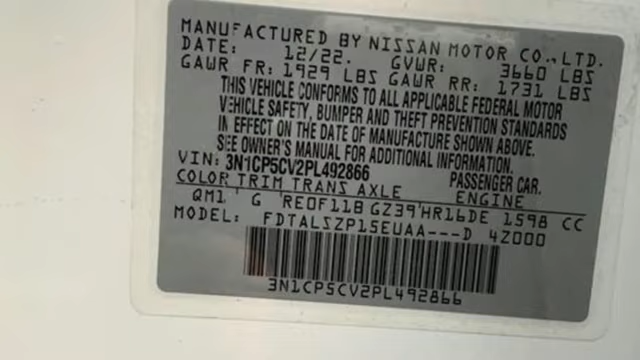 MANUFACTURED BY NISSAN MOTOR CO., LTD.
DATE: 12/22. GVWR: 3660 LBS
GAWR FR: 1929 LBS GAWR RR: 1731 LBS
THIS VEHICLE CONFORMS TO ALL APPLICABLE FEDERAL MOTOR
VEHICLE SAFETY, BUMPER AND THEFT PREVENTION STANDARDS
IN EFFECT ON THE DATE OF MANUFACTURE SHOWN ABOVE.
SEE OWNER'S MANUAL FOR ADDITIONAL INFORMATION.
VIN: 3N1CP5CV2PL492866 PASSENGER CAR.
COLOR TRIM TRANS AXLE ENGINE
QM1 G RE0F11B GZ39 HR16DE 1598 CC
MODEL: FDTALSZP15EUAA---D 42000
3N1CP5CV2PL492866